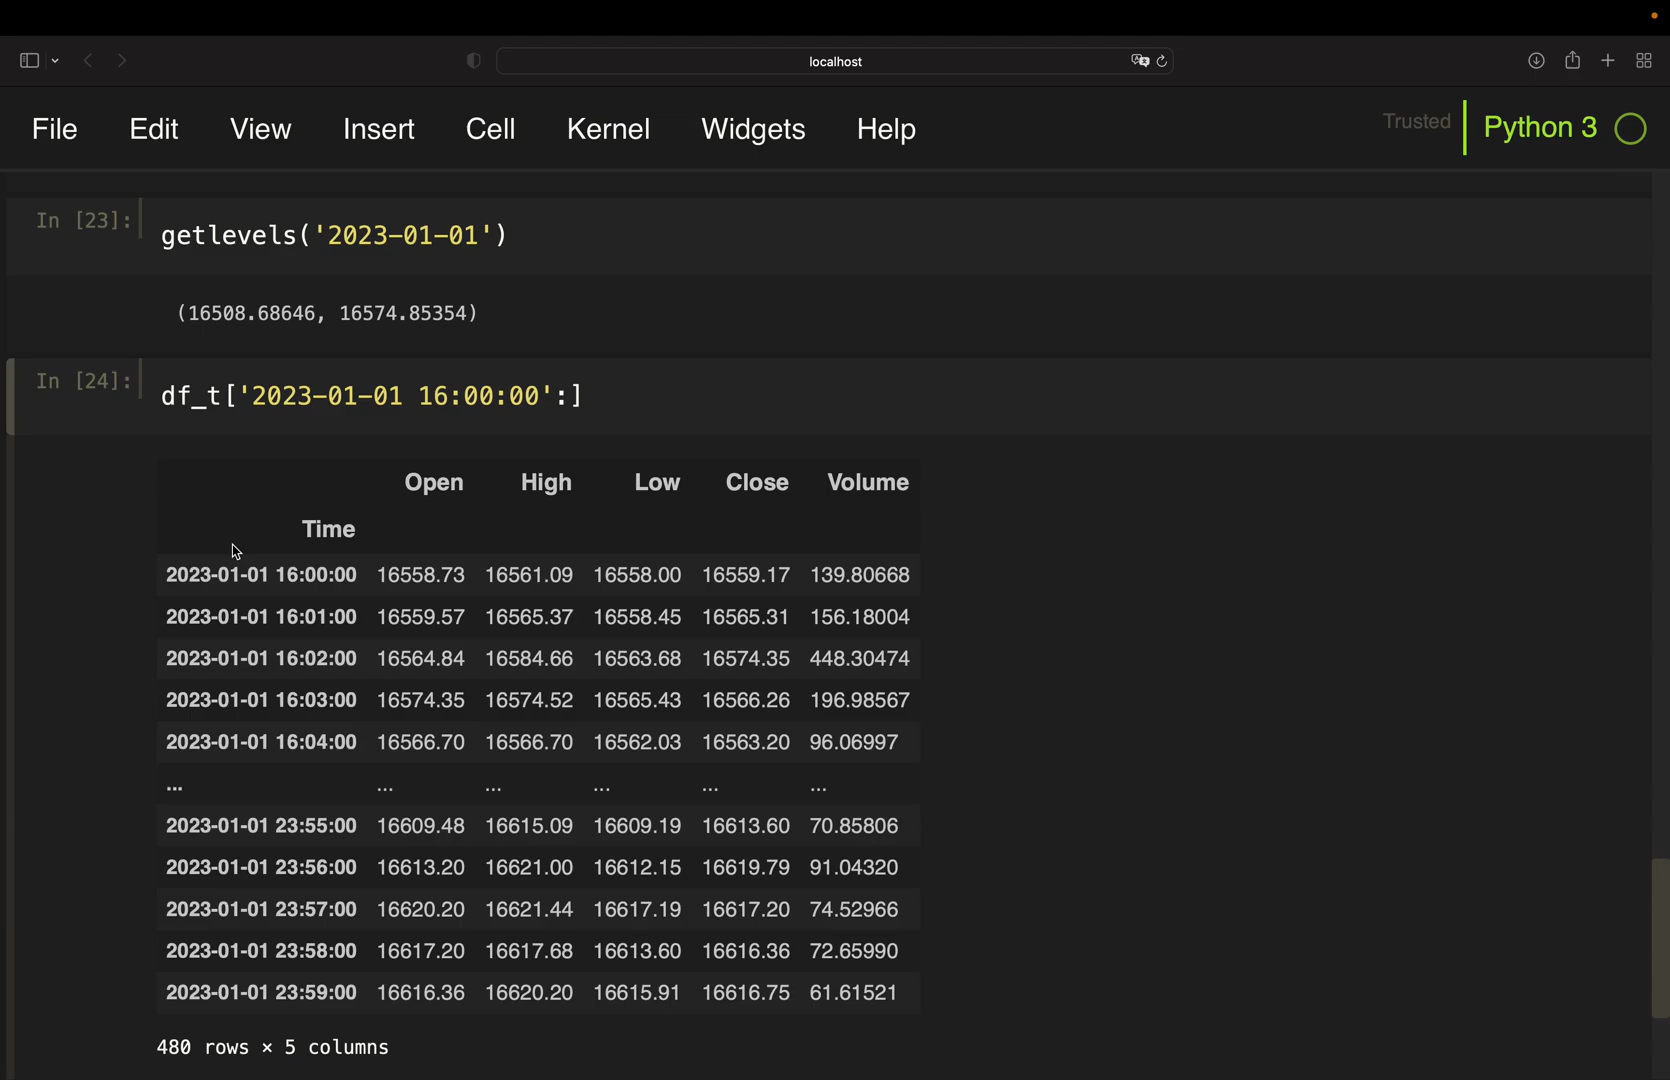 localhost
File Edit View Insert Cell Kernel Widgets Help Trusted Python 3
In [23]: getlevels('2023-01-01')
(16508.68646, 16574.85354)
In [24]: df_t['2023-01-01 16:00:00':]
Open High Low Close Volume
Time
2023-01-01 16:00:00 16558.73 16561.09 16558.00 16559.17 139.80668
2023-01-01 16:01:00 16559.57 16565.37 16558.45 16565.31 156.18004
2023-01-01 16:02:00 16564.84 16584.66 16563.68 16574.35 448.30474
2023-01-01 16:03:00 16574.35 16574.52 16565.43 16566.26 196.98567
2023-01-01 16:04:00 16566.70 16566.70 16562.03 16563.20 96.06997
... ... ... ... ... ...
2023-01-01 23:55:00 16609.48 16615.09 16609.19 16613.60 70.85806
2023-01-01 23:56:00 16613.20 16621.00 16612.15 16619.79 91.04320
2023-01-01 23:57:00 16620.20 16621.44 16617.19 16617.20 74.52966
2023-01-01 23:58:00 16617.20 16617.68 16613.60 16616.36 72.65990
2023-01-01 23:59:00 16616.36 16620.20 16615.91 16616.75 61.61521
480 rows × 5 columns